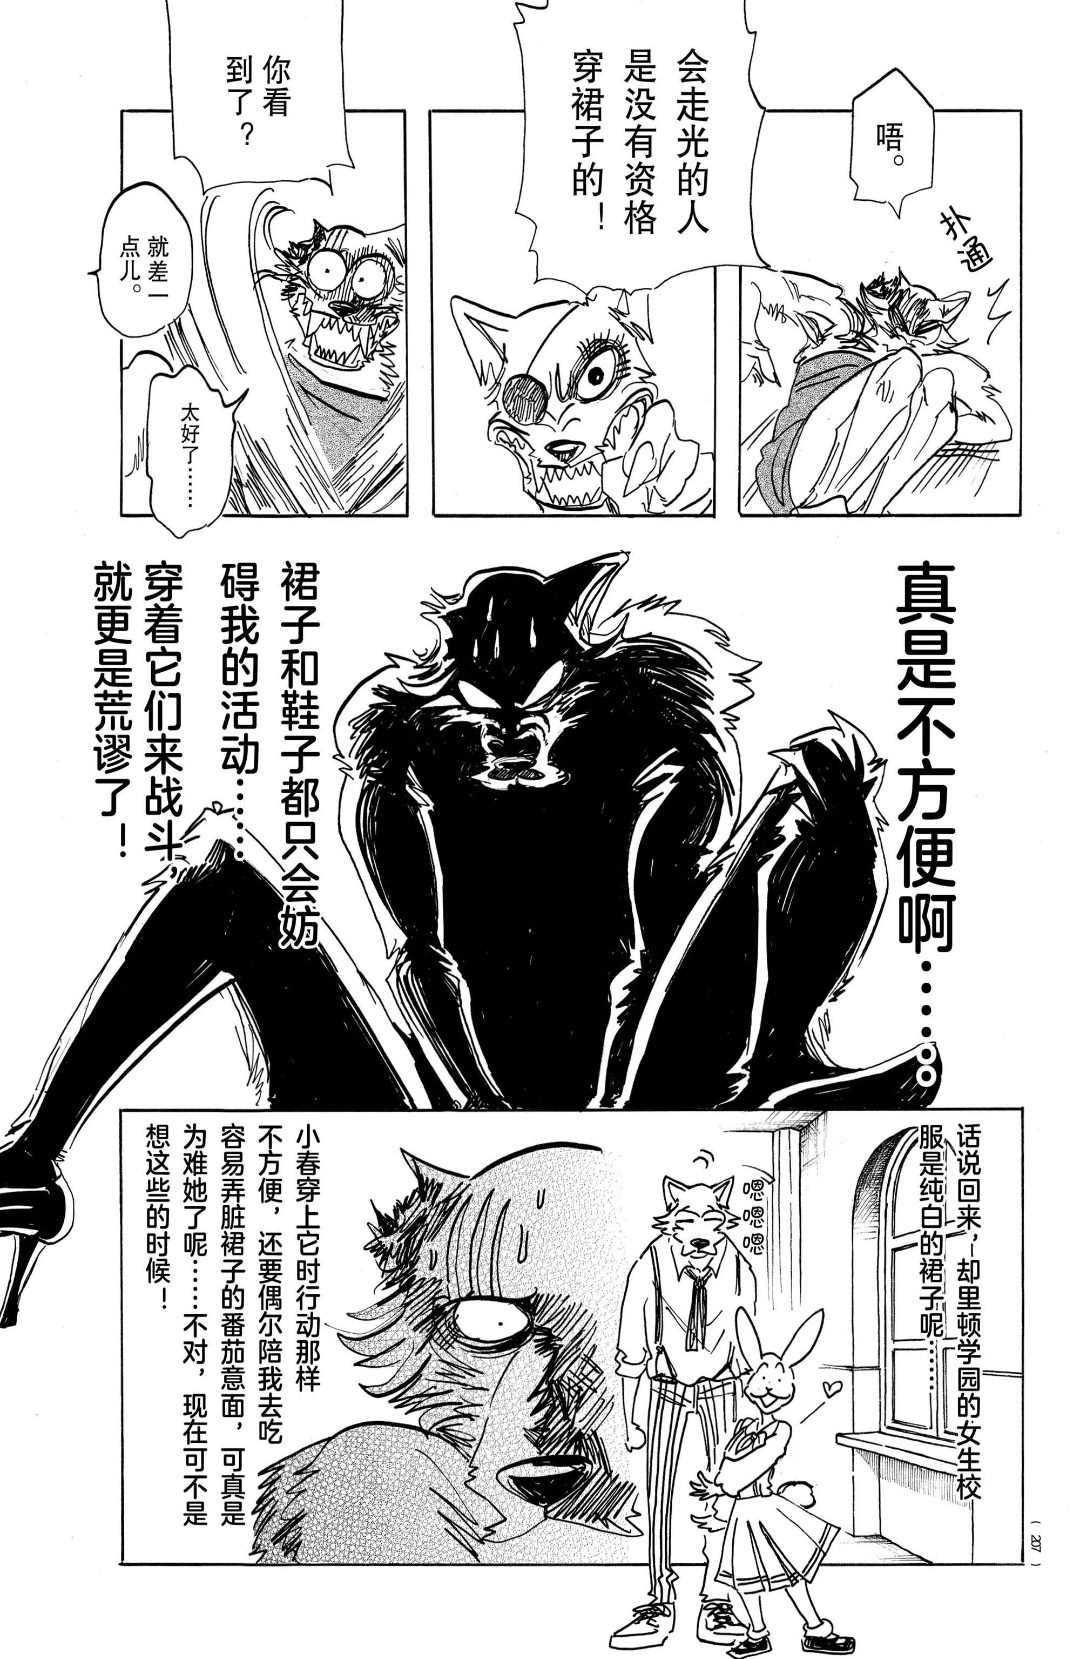 唔。
扑通
会走光的人
是没有资格
穿裙子的！
你看
到了？
就差一
点儿。
太好了……
真是不方便啊……。
裙子和鞋子都只会妨
碍我的活动……
穿着它们来战斗，
就更是荒谬了！
话说回来，却里顿学园的女生校
服是纯白的裙子呢……
嗯嗯嗯
小春穿上它时行动那样
不方便，还要偶尔陪我去吃
容易弄脏裙子的番茄意面，可真是
为难她了呢……不对，现在可不是
想这些的时候！
( 207 )